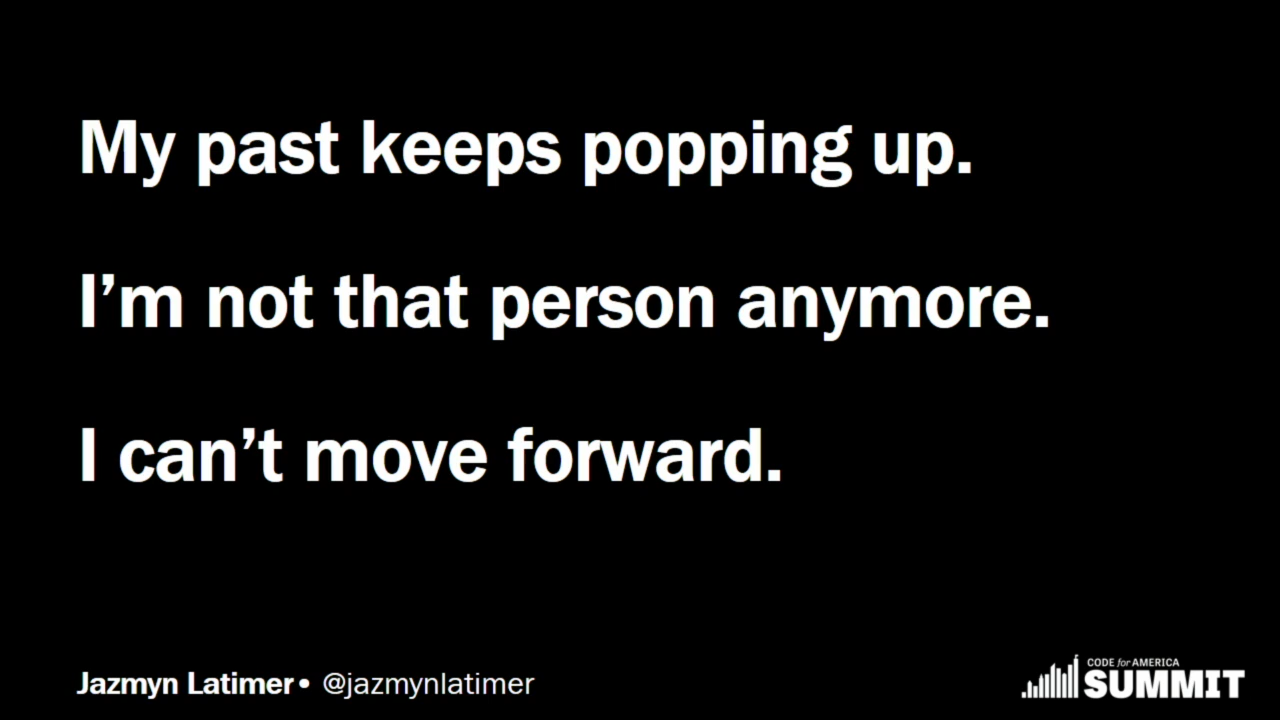 My past keeps popping up.
I’m not that person anymore.
I can’t move forward.
Jazmyn Latimer• @jazmynlatimer
CODE for AMERICA
SUMMIT